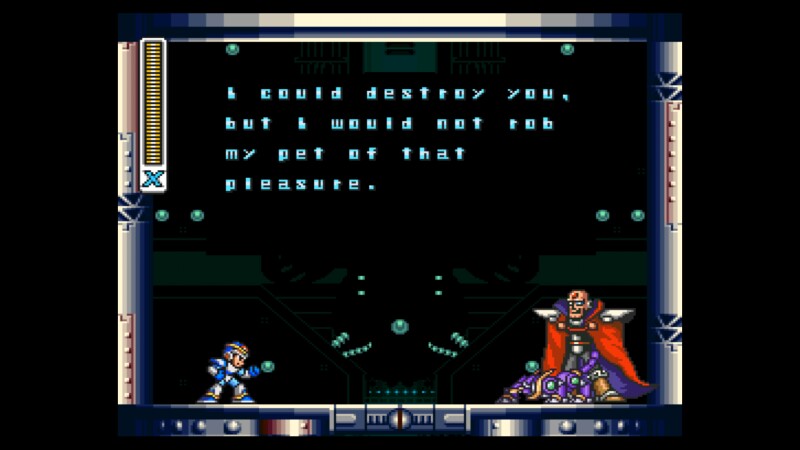 I could destroy you,
but I would not rob
my pet of that
pleasure.
X